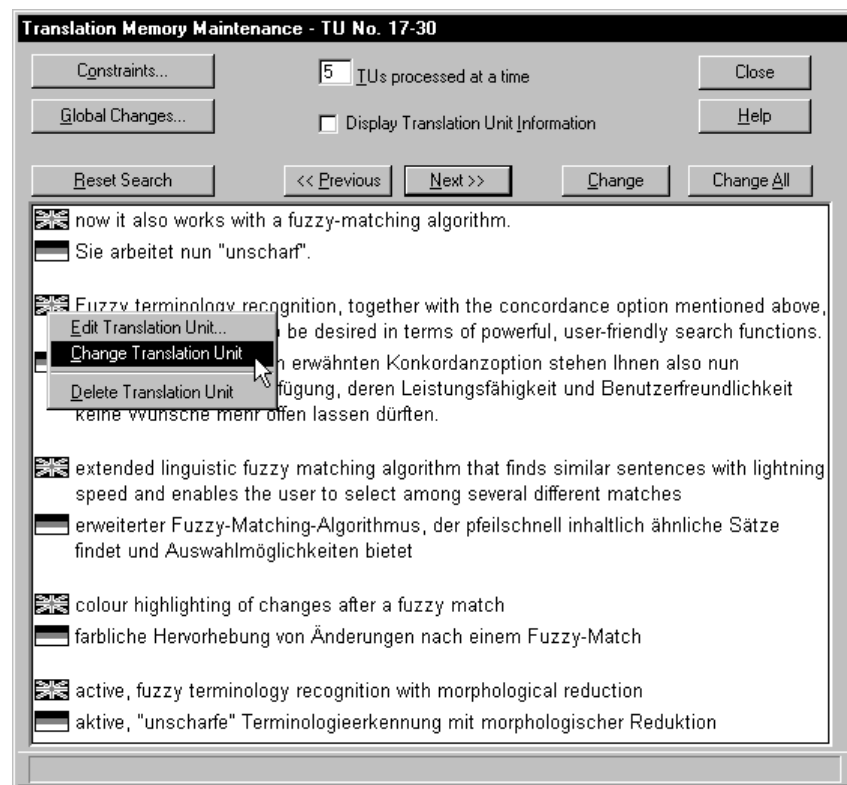 Translation Memory Maintenance - TU No. 17-30
Constraints...
5 TUs processed at a time
Close
Global Changes...
Display Translation Unit Information
Help
Reset Search
<< Previous
Next >>
Change
Change All
now it also works with a fuzzy-matching algorithm.
Sie arbeitet nun "unscharf".
Fuzzy terminology recognition, together with the concordance option mentioned above,
be desired in terms of powerful, user-friendly search functions.
Edit Translation Unit...
Change Translation Unit
Delete Translation Unit
erwähnten Konkordanzoption stehen Ihnen also nun
deren Leistungsfähigkeit und Benutzerfreundlichkeit
keine Wünsche mehr offen lassen dürften.
extended linguistic fuzzy matching algorithm that finds similar sentences with lightning
speed and enables the user to select among several different matches
erweiterter Fuzzy-Matching-Algorithmus, der pfeilschnell inhaltlich ähnliche Sätze
findet und Auswahlmöglichkeiten bietet
colour highlighting of changes after a fuzzy match
farbliche Hervorhebung von Änderungen nach einem Fuzzy-Match
active, fuzzy terminology recognition with morphological reduction
aktive, "unscharfe" Terminologieerkennung mit morphologischer Reduktion